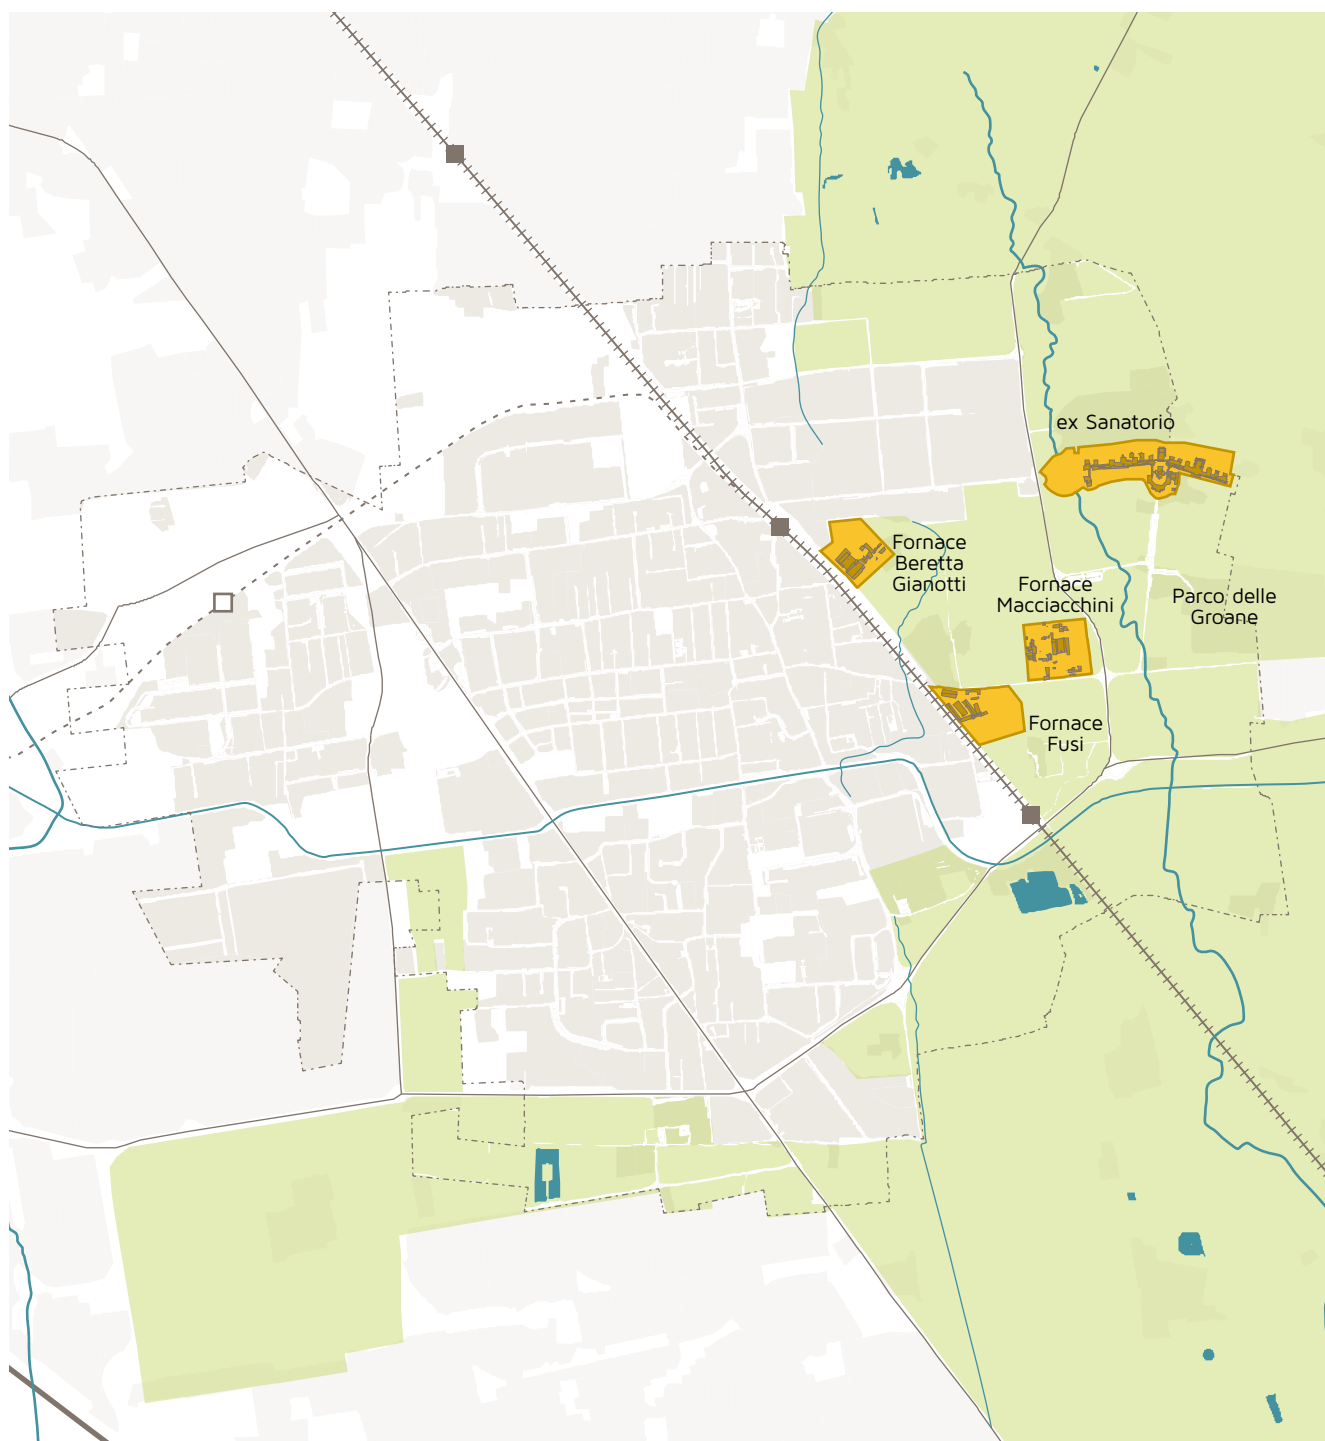 ex Sanatorio
Fornace
Beretta
Gianotti
Fornace
Macciacchini
Parco delle
Groane
Fornace
Fusi